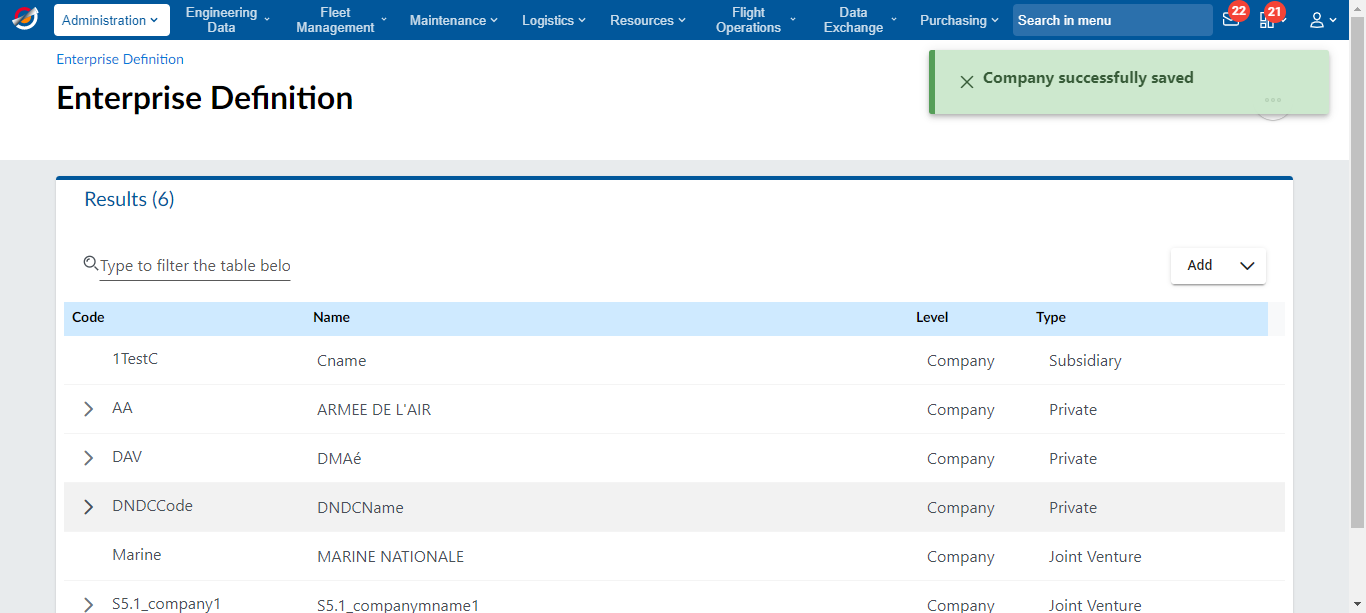 Administration
Engineering Data
Fleet Management
Maintenance
Logistics
Resources
Flight Operations
Data Exchange
Purchasing
Search in menu
22
21
Enterprise Definition
Enterprise Definition
Company successfully saved
Results (6)
Type to filter the table belo
Add
Code Name Level Type
1TestC Cname Company Subsidiary
AA ARMEE DE L'AIR Company Private
DAV DMAé Company Private
DNDCCode DNDCName Company Private
Marine MARINE NATIONALE Company Joint Venture
S5.1_company1 S5.1_companymname1 Company Joint Venture